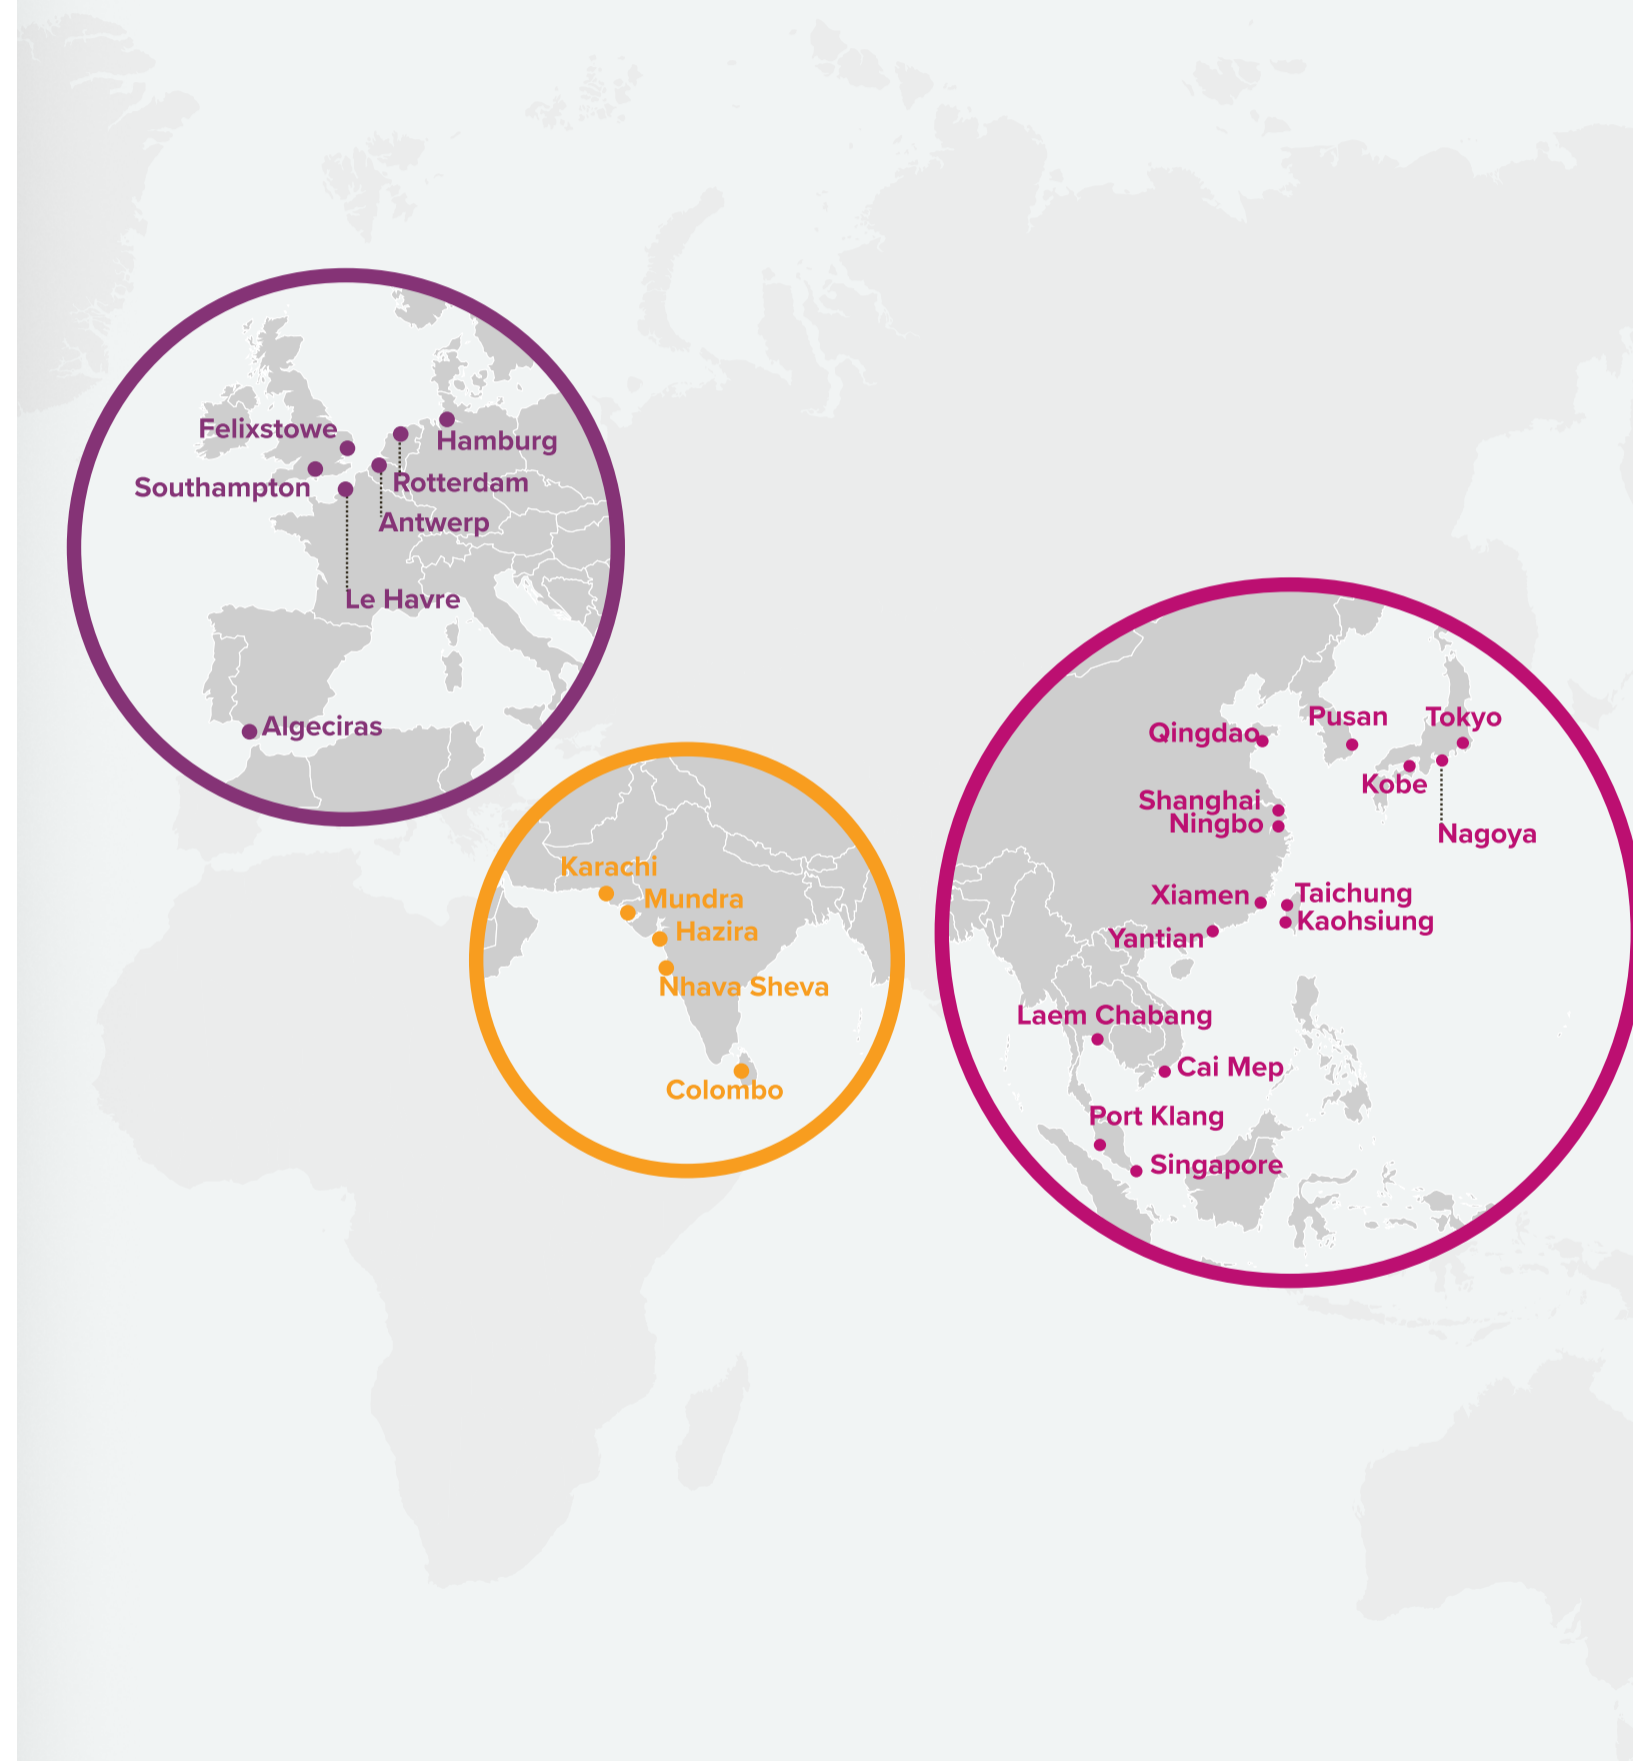 Felixstowe
Hamburg
Southampton
Rotterdam
Antwerp
Le Havre
Algeciras
Karachi
Mundra
Hazira
Nhava Sheva
Colombo
Pusan
Tokyo
Qingdao
Kobe
Shanghai
Ningbo
Nagoya
Xiamen
Taichung
Kaohsiung
Yantian
Laem Chabang
Cai Mep
Port Klang
Singapore